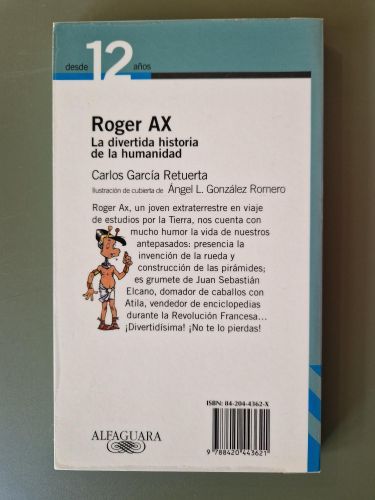 desde 12 años
Roger AX
La divertida historia
de la humanidad
Carlos García Retuerta
Ilustración de cubierta de Ángel L. González Romero
Roger Ax, un joven extraterrestre en viaje
de estudios por la Tierra, nos cuenta con
mucho humor la vida de nuestros
antepasados: presencia la
invención de la rueda y
construcción de las pirámides;
es grumete de Juan Sebastián
Elcano, domador de caballos con
Atila, vendedor de enciclopedias
durante la Revolución Francesa...
¡Divertidísima! ¡No te lo pierdas!
ISBN: 84-204-4362-X
9 788420 443621
ALFAGUARA